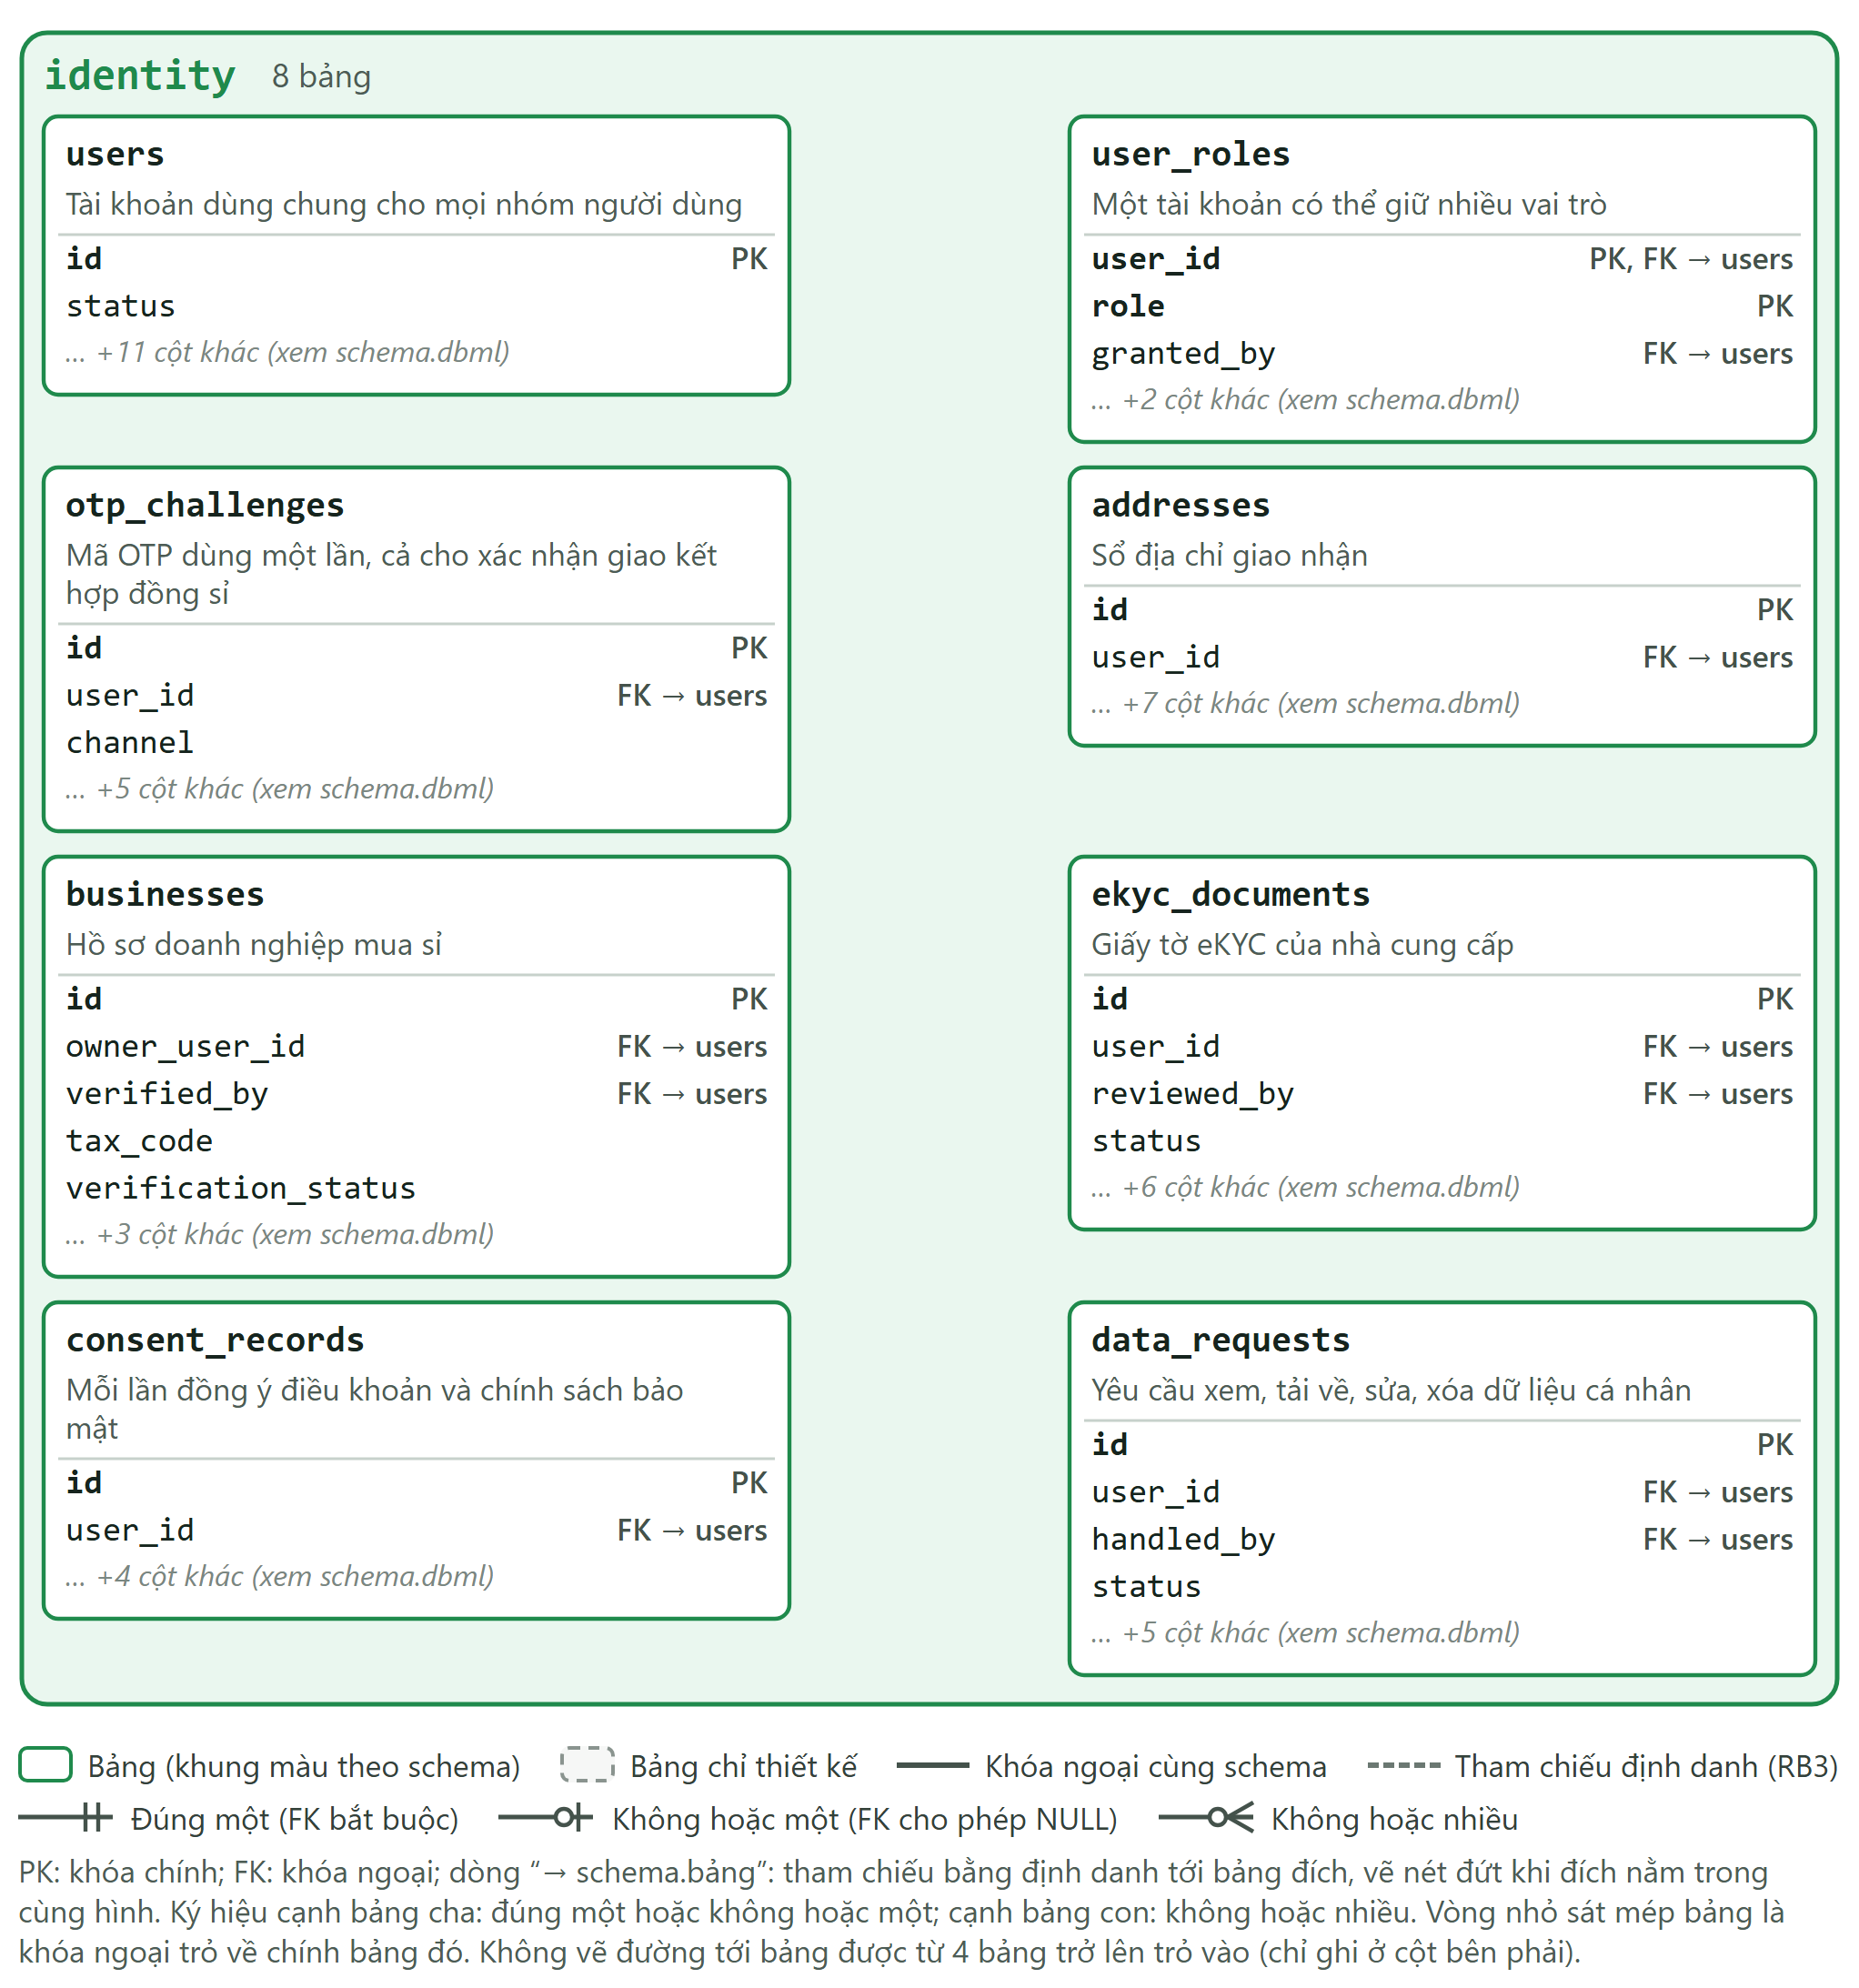 identity 8 bảng
users
Tài khoản dùng chung cho mọi nhóm người dùng
id PK
status
... +11 cột khác (xem schema.dbml)
user_roles
Một tài khoản có thể giữ nhiều vai trò
user_id PK, FK → users
role PK
granted_by FK → users
... +2 cột khác (xem schema.dbml)
otp_challenges
Mã OTP dùng một lần, cả cho xác nhận giao kết
hợp đồng sỉ
id PK
user_id FK → users
channel
... +5 cột khác (xem schema.dbml)
addresses
Sổ địa chỉ giao nhận
id PK
user_id FK → users
... +7 cột khác (xem schema.dbml)
businesses
Hồ sơ doanh nghiệp mua sỉ
id PK
owner_user_id FK → users
verified_by FK → users
tax_code
verification_status
... +3 cột khác (xem schema.dbml)
ekyc_documents
Giấy tờ eKYC của nhà cung cấp
id PK
user_id FK → users
reviewed_by FK → users
status
... +6 cột khác (xem schema.dbml)
consent_records
Mỗi lần đồng ý điều khoản và chính sách bảo
mật
id PK
user_id FK → users
... +4 cột khác (xem schema.dbml)
data_requests
Yêu cầu xem, tải về, sửa, xóa dữ liệu cá nhân
id PK
user_id FK → users
handled_by FK → users
status
... +5 cột khác (xem schema.dbml)
Bảng (khung màu theo schema) Bảng chỉ thiết kế Khóa ngoại cùng schema Tham chiếu định danh (RB3)
Đúng một (FK bắt buộc) Không hoặc một (FK cho phép NULL) Không hoặc nhiều
PK: khóa chính; FK: khóa ngoại; dòng “→ schema.bảng”: tham chiếu bằng định danh tới bảng đích, vẽ nét đứt khi đích nằm trong
cùng hình. Ký hiệu cạnh bảng cha: đúng một hoặc không hoặc một; cạnh bảng con: không hoặc nhiều. Vòng nhỏ sát mép bảng là
khóa ngoại trỏ về chính bảng đó. Không vẽ đường tới bảng được từ 4 bảng trở lên trỏ vào (chỉ ghi ở cột bên phải).